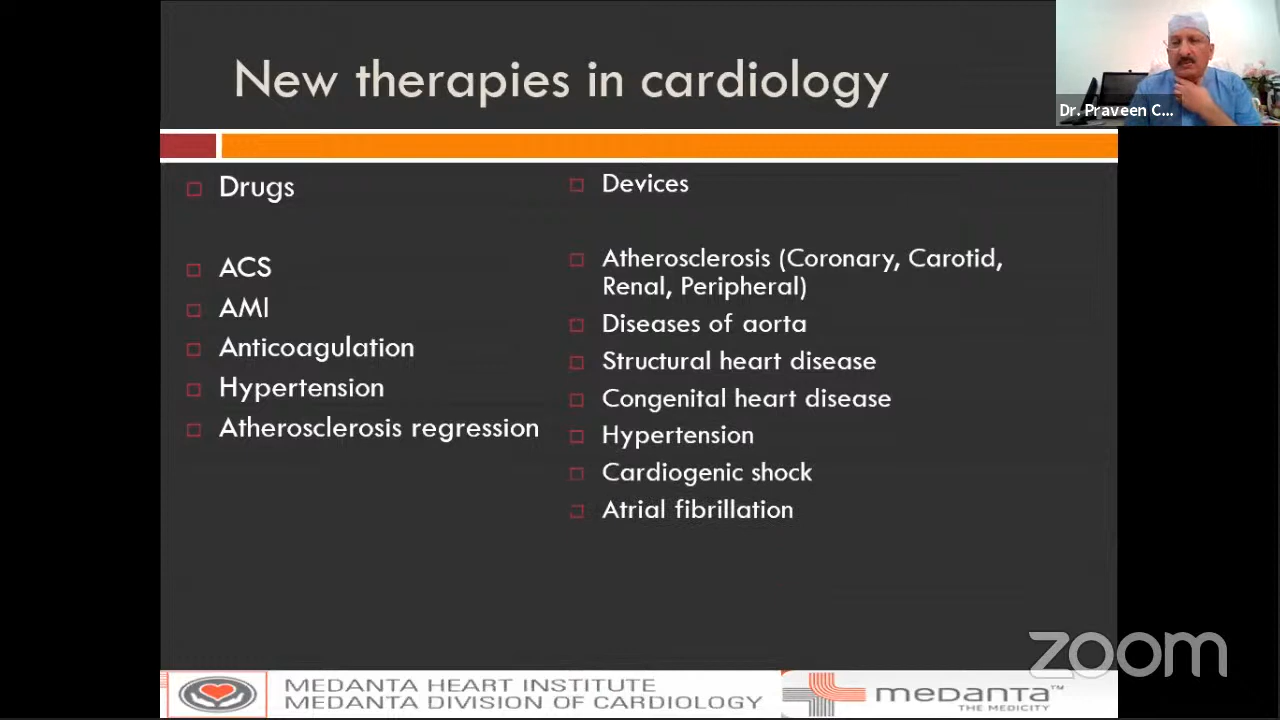 New therapies in cardiology
Dr. Praveen C...
Drugs
ACS
AMI
Anticoagulation
Hypertension
Atherosclerosis regression
Devices
Atherosclerosis (Coronary, Carotid,
Renal, Peripheral)
Diseases of aorta
Structural heart disease
Congenital heart disease
Hypertension
Cardiogenic shock
Atrial fibrillation
zoom
MEDANTA HEART INSTITUTE
MEDANTA DIVISION OF CARDIOLOGY
medanta™
THE MEDICITY